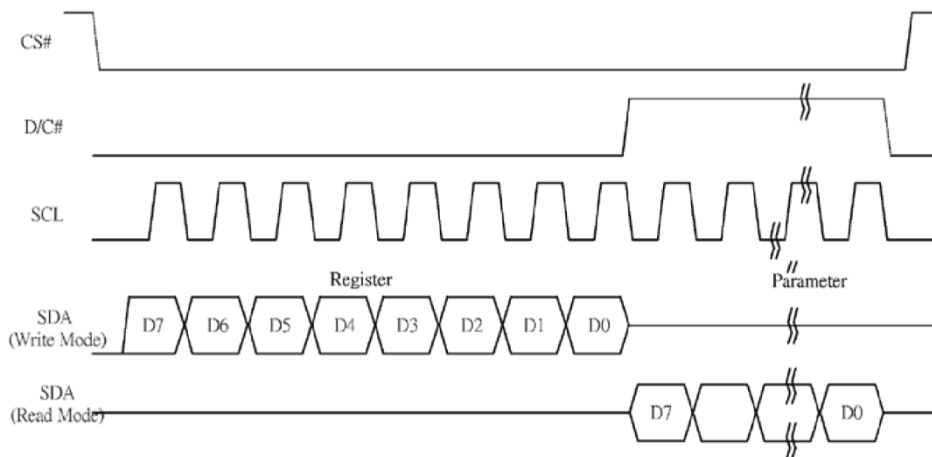 CS#
D/C#
SCL
Register
Parameter
SDA
(Write Mode)
D7 D6 D5 D4 D3 D2 D1 D0
SDA
(Read Mode)
D7 D0